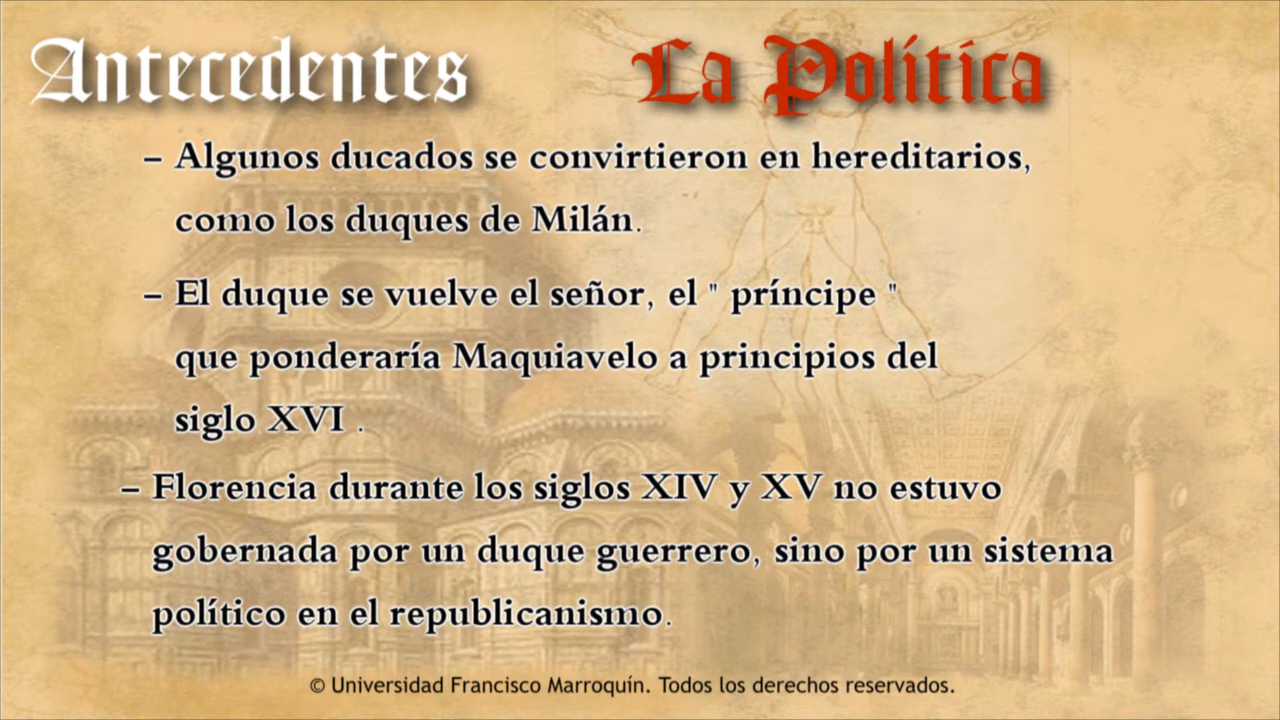 Antecedentes La Política
– Algunos ducados se convirtieron en hereditarios,
como los duques de Milán.
– El duque se vuelve el señor, el " príncipe "
que ponderaría Maquiavelo a principios del
siglo XVI .
– Florencia durante los siglos XIV y XV no estuvo
gobernada por un duque guerrero, sino por un sistema
político en el republicanismo.
© Universidad Francisco Marroquín. Todos los derechos reservados.